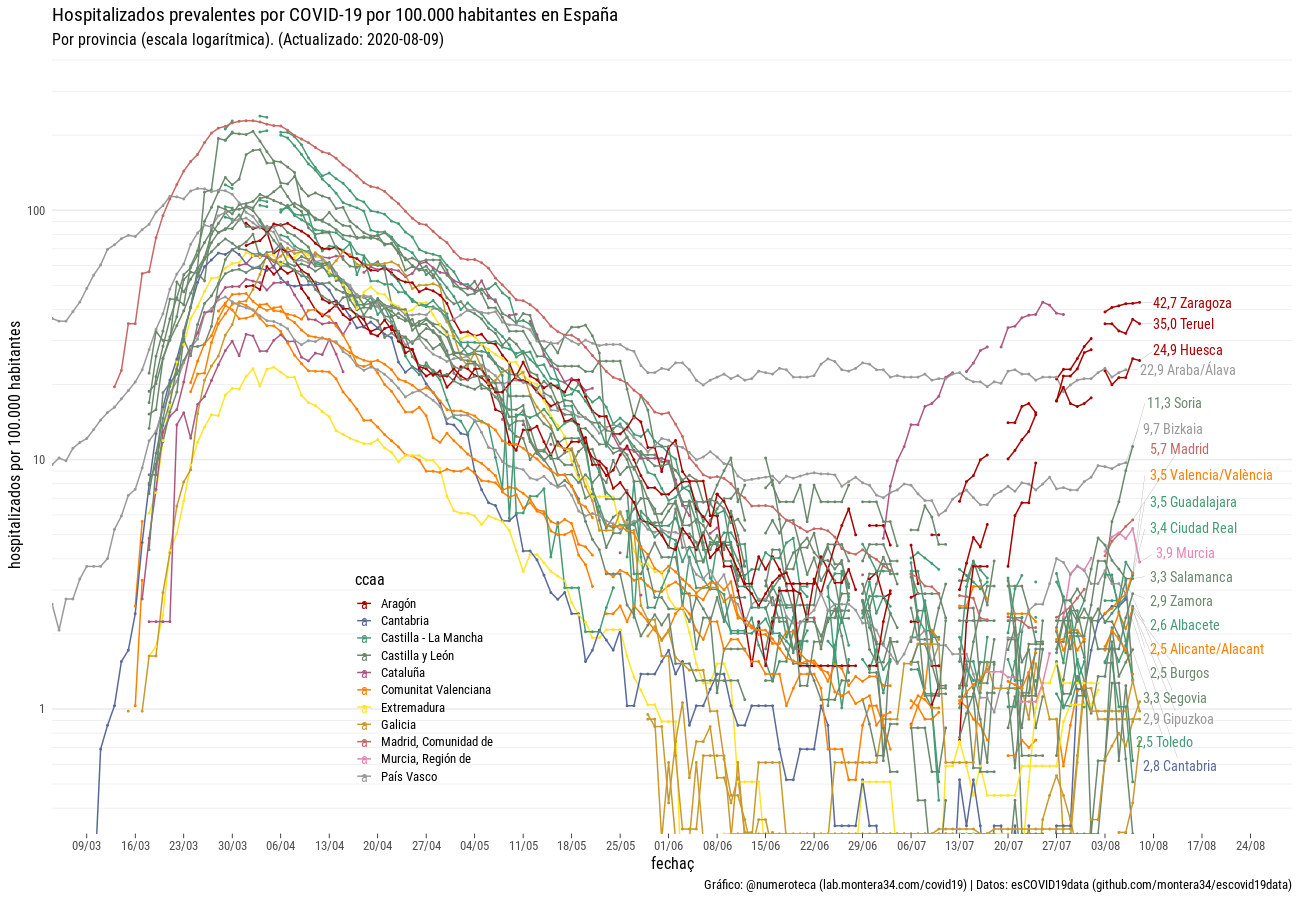 Hospitalizados prevalentes por COVID-19 por 100.000 habitantes en España
Por provincia (escala logarítmica). (Actualizado: 2020-08-09)
hospitalizados por 100.000 habitantes
100
10
1
42,7 Zaragoza
35,0 Teruel
24,9 Huesca
22,9 Araba/Álava
11,3 Soria
9,7 Bizkaia
5,7 Madrid
3,5 Valencia/València
3,5 Guadalajara
3,4 Ciudad Real
3,9 Murcia
3,3 Salamanca
2,9 Zamora
2,6 Albacete
2,5 Alicante/Alacant
2,5 Burgos
3,3 Segovia
2,9 Gipuzkoa
2,5 Toledo
2,8 Cantabria
ccaa
Aragón
Cantabria
Castilla - La Mancha
Castilla y León
Cataluña
Comunitat Valenciana
Extremadura
Galicia
Madrid, Comunidad de
Murcia, Región de
País Vasco
09/03 16/03 23/03 30/03 06/04 13/04 20/04 27/04 04/05 11/05 18/05 25/05 01/06 08/06 15/06 22/06 29/06 06/07 13/07 20/07 27/07 03/08 10/08 17/08 24/08
fechaç
Gráfico: @numeroteca (lab.montera34.com/covid19) | Datos: esCOVID19data (github.com/montera34/escovid19data)